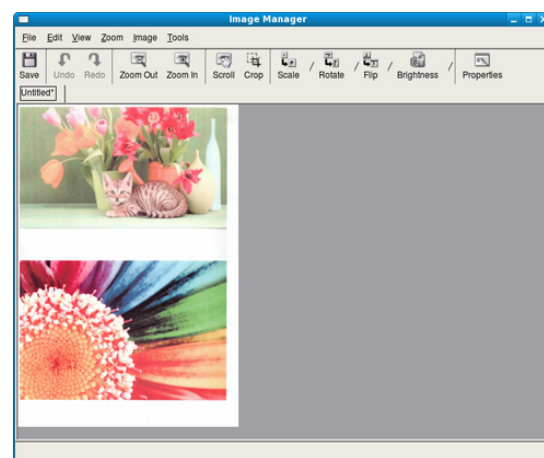 Image Manager
File Edit View Zoom Image Tools
Save Undo Redo Zoom Out Zoom In Scroll Crop Scale / Rotate / Flip / Brightness / Properties
Untitled*